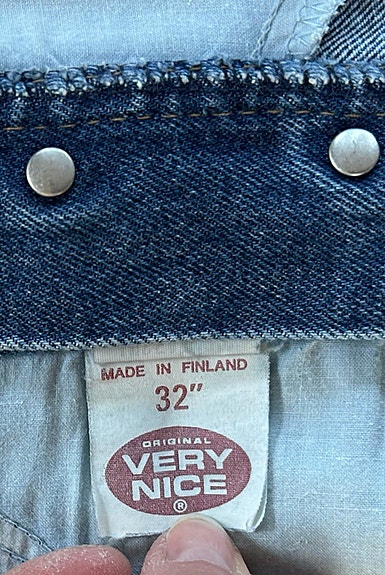 MADE IN FINLAND
32"
ORIGINAL
VERY
NICE
®